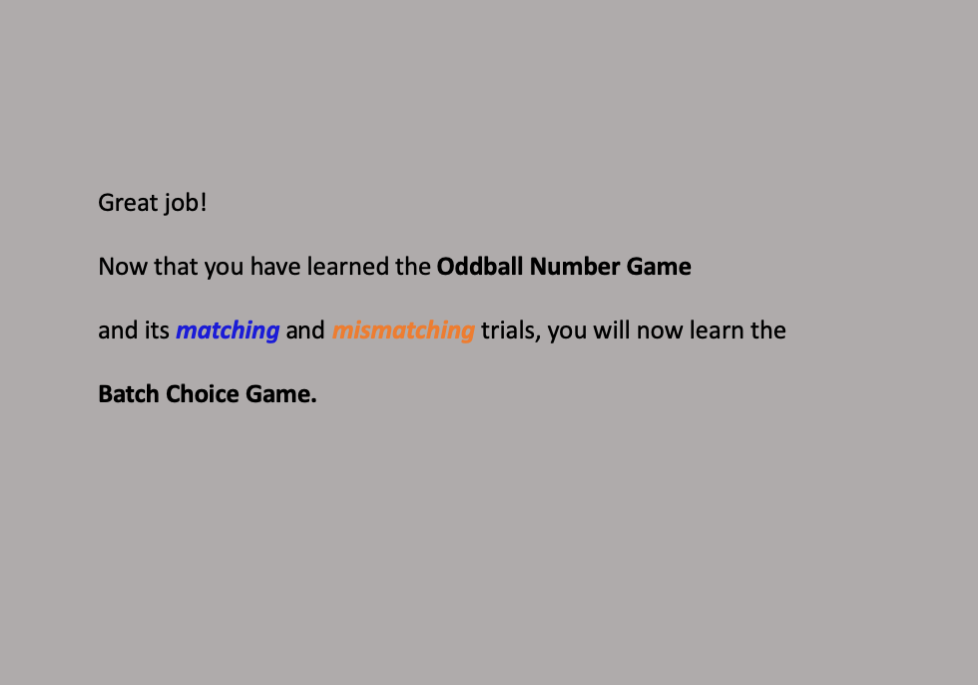 Great job!
Now that you have learned the Oddball Number Game
and its matching and mismatching trials, you will now learn the
Batch Choice Game.